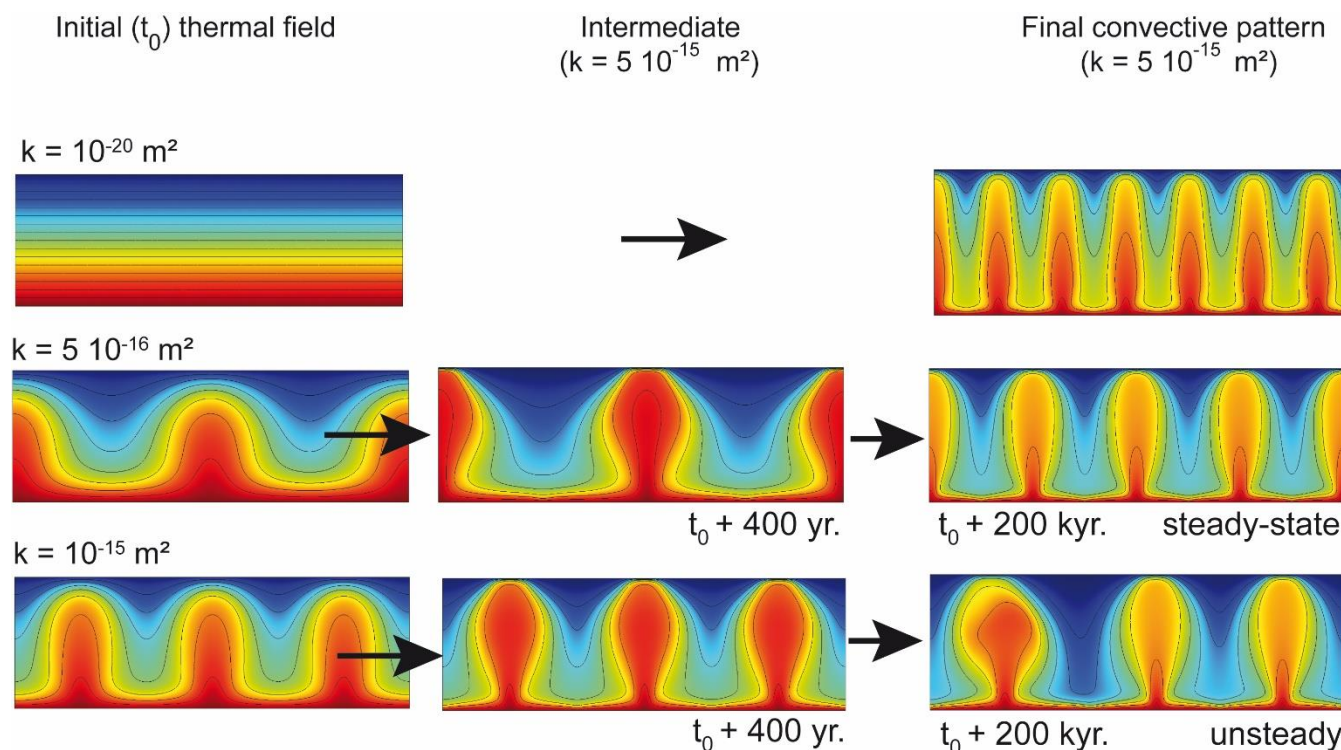 Initial (t₀) thermal field
Intermediate
(k = 5 10⁻¹⁵ m²)
Final convective pattern
(k = 5 10⁻¹⁵ m²)
k = 10⁻²⁰ m²
k = 5 10⁻¹⁶ m²
t₀ + 400 yr.
t₀ + 200 kyr. steady-state
k = 10⁻¹⁵ m²
t₀ + 400 yr.
t₀ + 200 kyr. unsteady